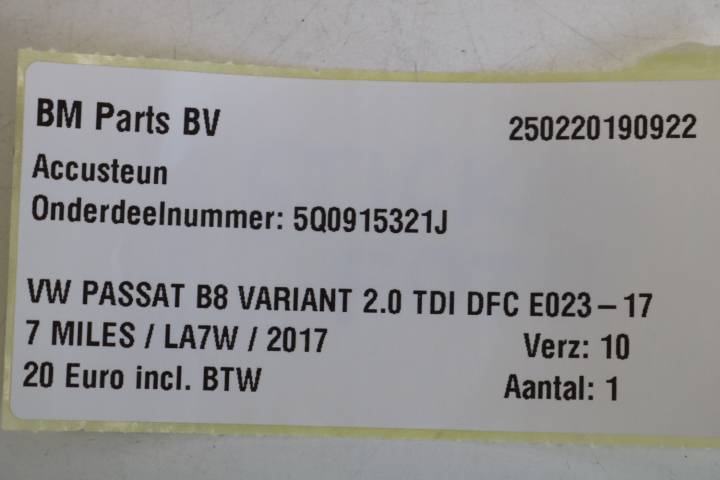 BM Parts BV 250220190922
Accusteun
Onderdeelnummer: 5Q0915321J
VW PASSAT B8 VARIANT 2.0 TDI DFC E023-17
7 MILES / LA7W / 2017 Verz: 10
20 Euro incl. BTW Aantal: 1